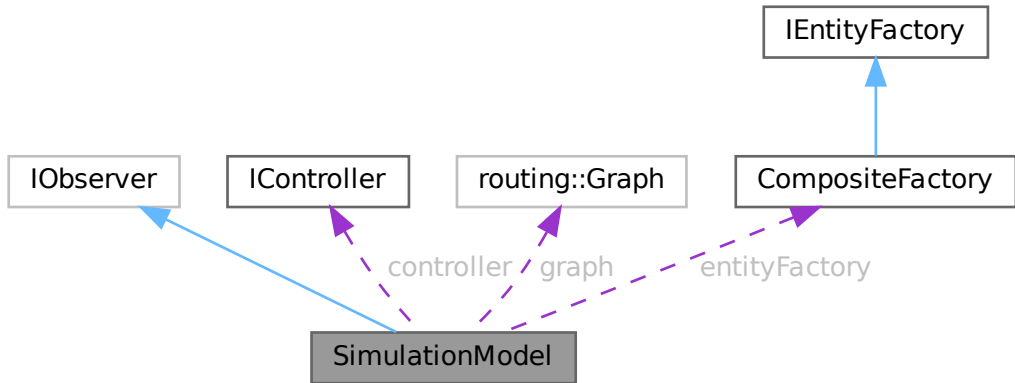 IEntityFactory
IObserver
IController
routing::Graph
CompositeFactory
controller
graph
entityFactory
SimulationModel